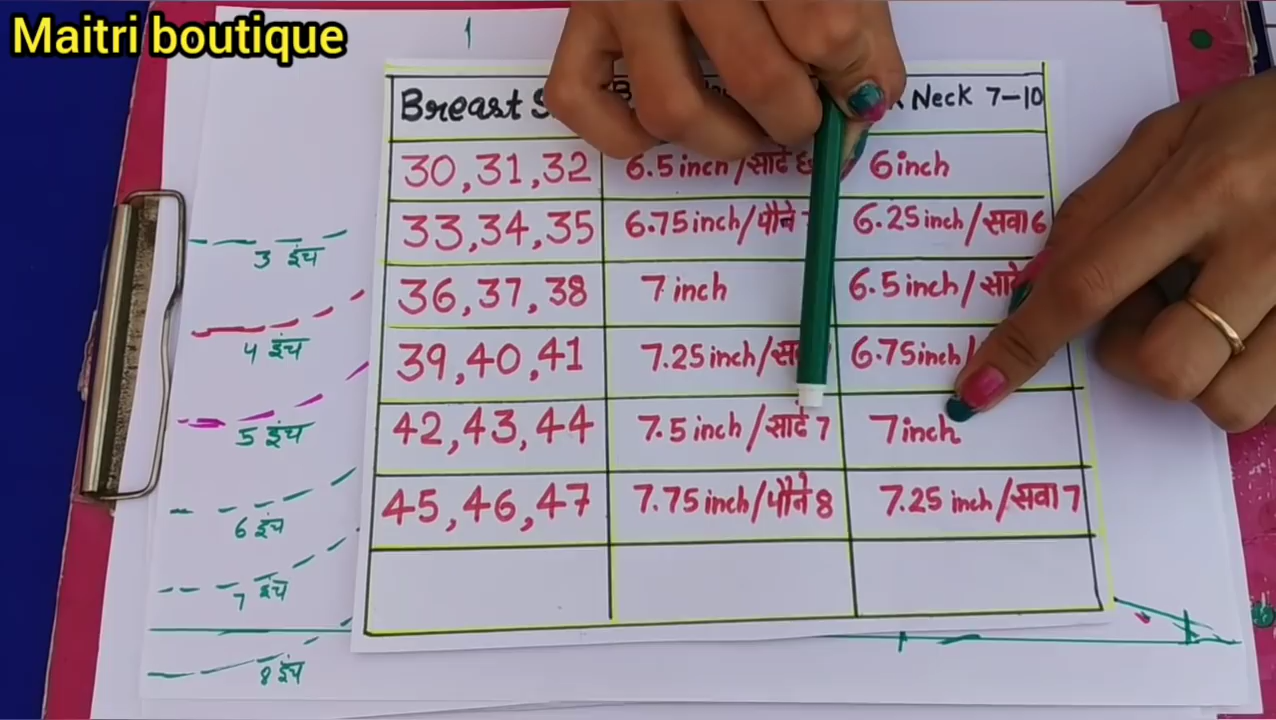 Maitri boutique
1
Breast
Neck 7-10
30,31,32 6.5 inch/साढे 6 inch
33,34,35 6.75 inch/पौने 6.25 inch/सवा 6
36,37,38 7 inch 6.5 inch/
39,40,41 7.25 inch/ 6.75 inch/
42,43,44 7.5 inch/साढे 7 7 inch
45,46,47 7.75 inch/पौने 8 7.25 inch/सवा 7
3 इंच
4 इंच
5 इंच
6 इंच
7 इंच
8 इंच